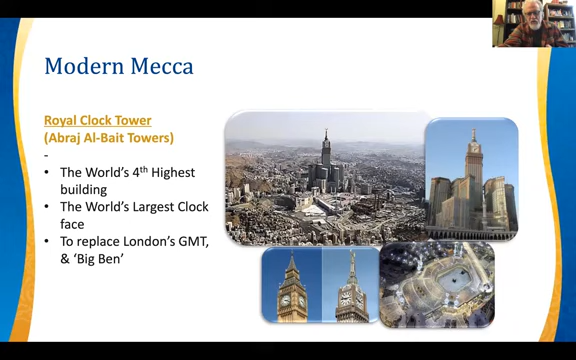 Modern Mecca
Royal Clock Tower
(Abraj Al-Bait Towers)
-
• The World's 4th Highest
building
• The World's Largest Clock
face
• To replace London's GMT,
& 'Big Ben'